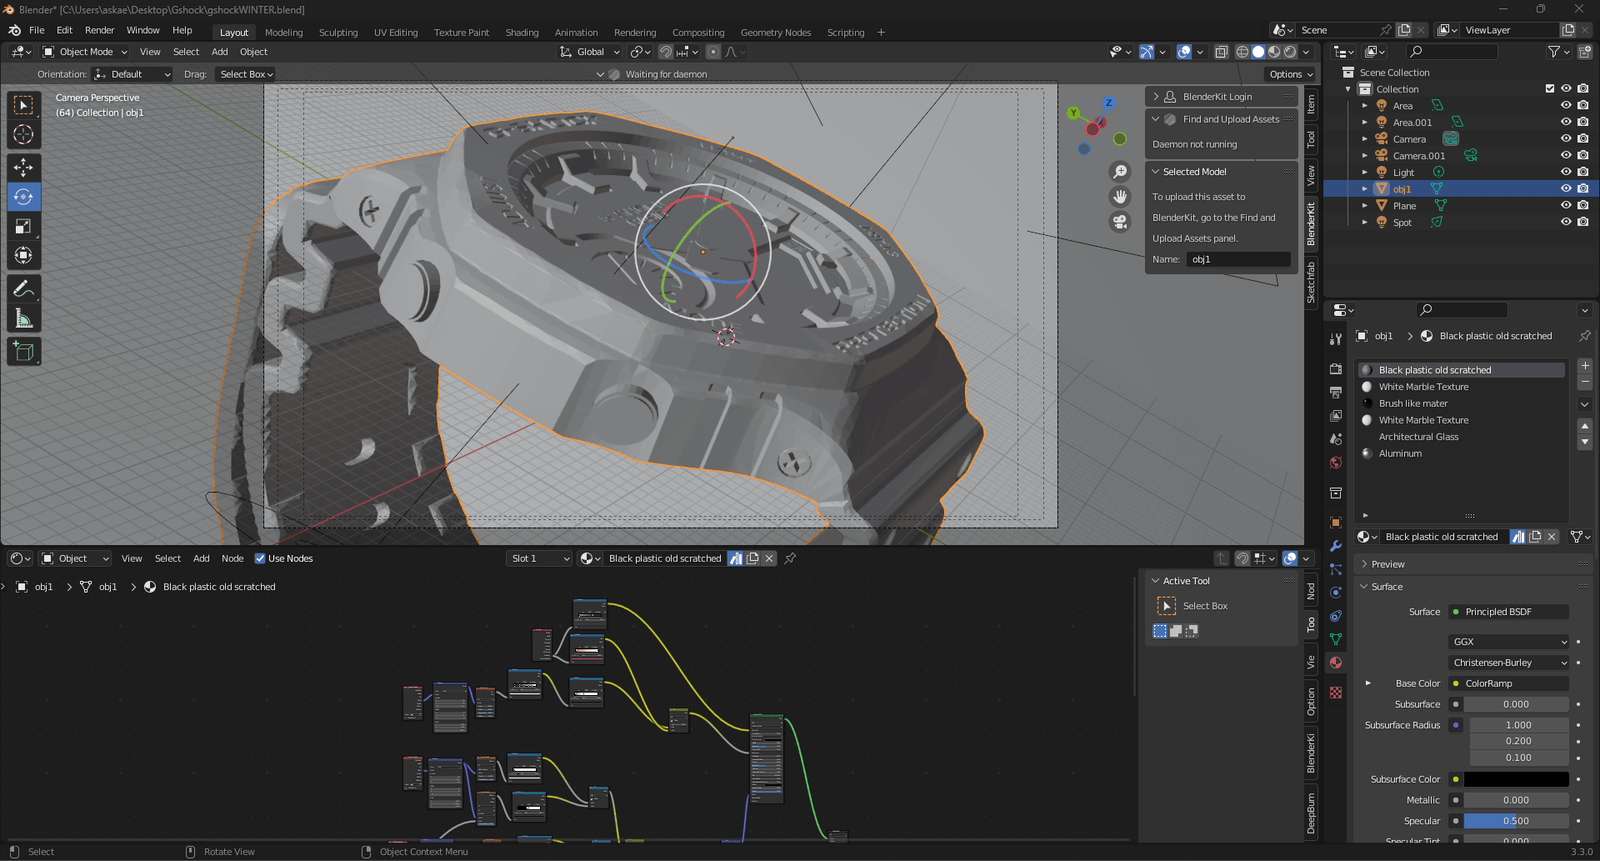 Blender* [C:\Users\askae\Desktop\Gshock\gshockWINTER.blend]
File Edit Render Window Help Layout Modeling Sculpting UV Editing Texture Paint Shading Animation Rendering Compositing Geometry Nodes Scripting + Scene ViewLayer
Object Mode View Select Add Object Global
Orientation: Default Drag: Select Box Waiting for daemon Options
Camera Perspective
(64) Collection | obj1
BlenderKit Login
Find and Upload Assets
Daemon not running
Selected Model
To upload this asset to
BlenderKit, go to the Find and
Upload Assets panel.
Name: obj1
Item
Tool
View
BlenderKit
Sketchfab
X
Y
Z
Scene Collection
Collection
Area
Area.001
Camera
Camera.001
Light
obj1
Plane
Spot
obj1 > Black plastic old scratched
Black plastic old scratched
White Marble Texture
Brush like mater
White Marble Texture
Architectural Glass
Aluminum
Black plastic old scratched
Preview
Surface
Surface Principled BSDF
GGX
Christensen-Burley
Base Color ColorRamp
Subsurface 0.000
Subsurface Radius 1.000
0.200
0.100
Subsurface Color
Metallic 0.000
Specular 0.500
Specular Tint 0.000
Object View Select Add Node Use Nodes Slot 1 Black plastic old scratched
obj1 > obj1 > Black plastic old scratched
Active Tool
Select Box
Nod
Too
Vie
Option
BlenderKi
DeepBum
Select Rotate View Object Context Menu 3.3.0